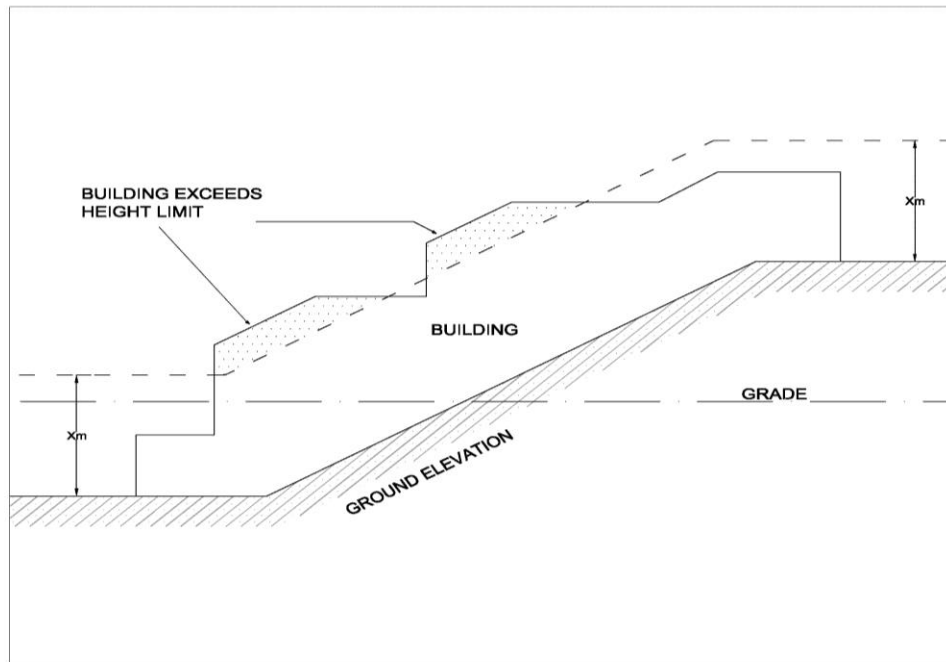 BUILDING EXCEEDS
HEIGHT LIMIT
Xm
BUILDING
GRADE
Xm
GROUND ELEVATION